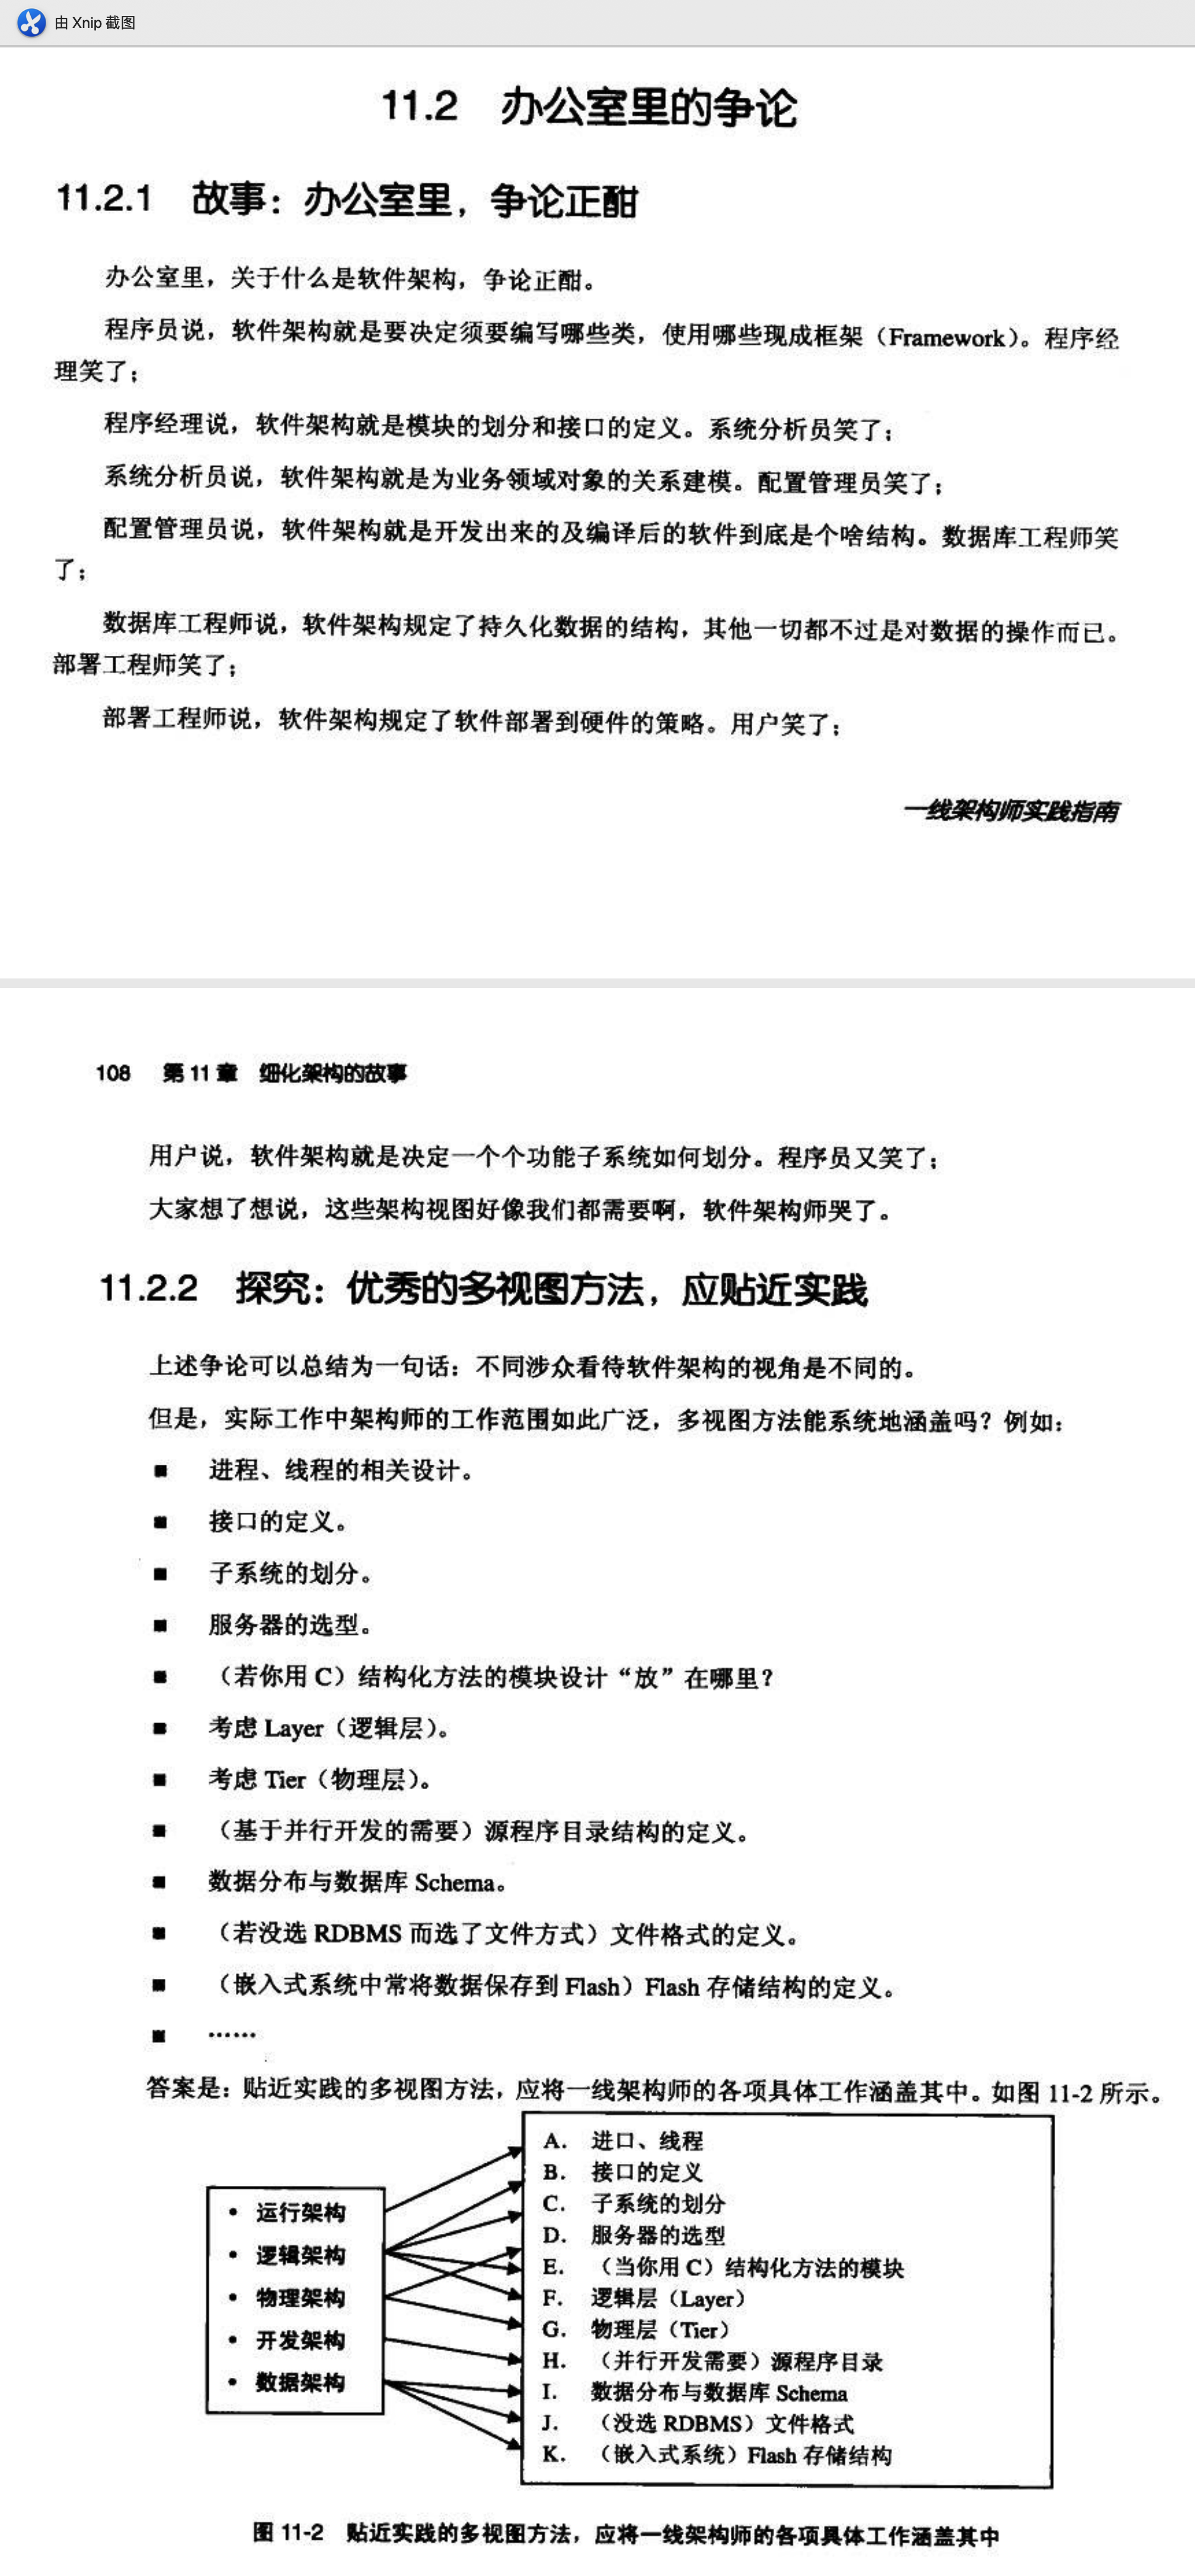 由 Xnip 截图
11.2 办公室里的争论
11.2.1 故事：办公室里，争论正酣
办公室里，关于什么是软件架构，争论正酣。
程序员说，软件架构就是要决定须要编写哪些类，使用哪些现成框架（Framework）。程序经
理笑了；
程序经理说，软件架构就是模块的划分和接口的定义。系统分析员笑了；
系统分析员说，软件架构就是为业务领域对象的关系建模。配置管理员笑了；
配置管理员说，软件架构就是开发出来的及编译后的软件到底是个啥结构。数据库工程师笑
了；
数据库工程师说，软件架构规定了持久化数据的结构，其他一切都不过是对数据的操作而已。
部署工程师笑了；
部署工程师说，软件架构规定了软件部署到硬件的策略。用户笑了；
一线架构师实践指南
108 第 11 章 细化架构的故事
用户说，软件架构就是决定一个个功能子系统如何划分。程序员又笑了；
大家想了想说，这些架构视图好像我们都需要啊，软件架构师哭了。
11.2.2 探究：优秀的多视图方法，应贴近实践
上述争论可以总结为一句话：不同涉众看待软件架构的视角是不同的。
但是，实际工作中架构师的工作范围如此广泛，多视图方法能系统地涵盖吗？例如：
■ 进程、线程的相关设计。
■ 接口的定义。
■ 子系统的划分。
■ 服务器的选型。
■ （若你用 C）结构化方法的模块设计“放”在哪里？
■ 考虑 Layer（逻辑层）。
■ 考虑 Tier（物理层）。
■ （基于并行开发的需要）源程序目录结构的定义。
■ 数据分布与数据库 Schema。
■ （若没选 RDBMS 而选了文件方式）文件格式的定义。
■ （嵌入式系统中常将数据保存到 Flash）Flash 存储结构的定义。
■ ……
答案是：贴近实践的多视图方法，应将一线架构师的各项具体工作涵盖其中。如图 11-2 所示。
• 运行架构
• 逻辑架构
• 物理架构
• 开发架构
• 数据架构
A. 进口、线程
B. 接口的定义
C. 子系统的划分
D. 服务器的选型
E. （当你用 C）结构化方法的模块
F. 逻辑层（Layer）
G. 物理层（Tier）
H. （并行开发需要）源程序目录
I. 数据分布与数据库 Schema
J. （没选 RDBMS）文件格式
K. （嵌入式系统）Flash 存储结构
图 11-2 贴近实践的多视图方法，应将一线架构师的各项具体工作涵盖其中